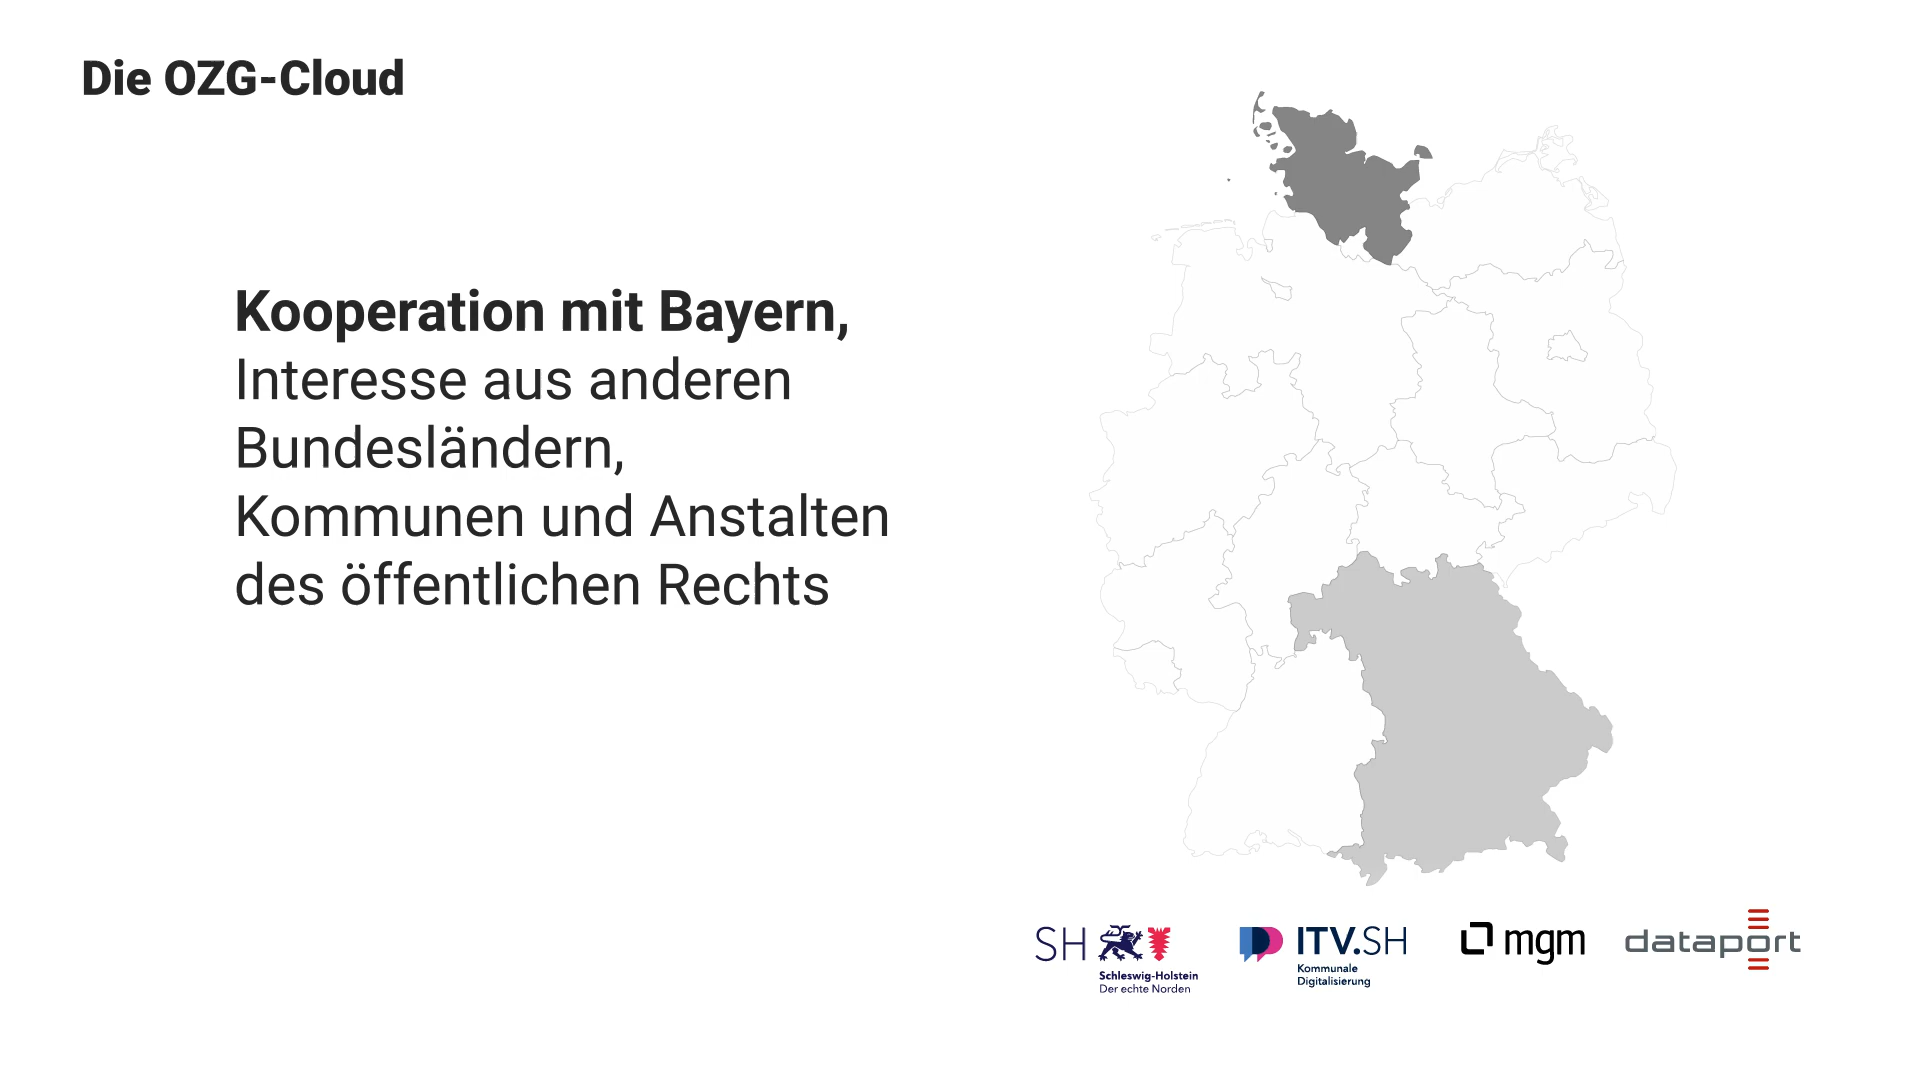 Die OZG-Cloud
Kooperation mit Bayern,
Interesse aus anderen
Bundesländern,
Kommunen und Anstalten
des öffentlichen Rechts
SH
Schleswig-Holstein
Der echte Norden
ITV.SH
Kommunale
Digitalisierung
mgm
dataport